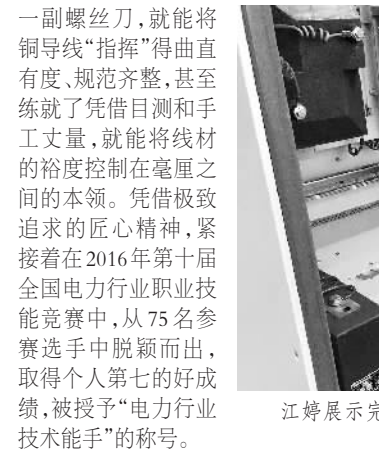 一副螺丝刀,就能将
铜导线“指挥”得曲直
有度、规范齐整,甚至
练就了凭借目测和手
工丈量,就能将线材
的裕度控制在毫厘之
间的本领。凭借极致
追求的匠心精神,紧
接着在2016年第十届
全国电力行业职业技
能竞赛中,从75名参
赛选手中脱颖而出,
取得个人第七的好成
绩,被授予“电力行业
技术能手”的称号。
江婷展示完